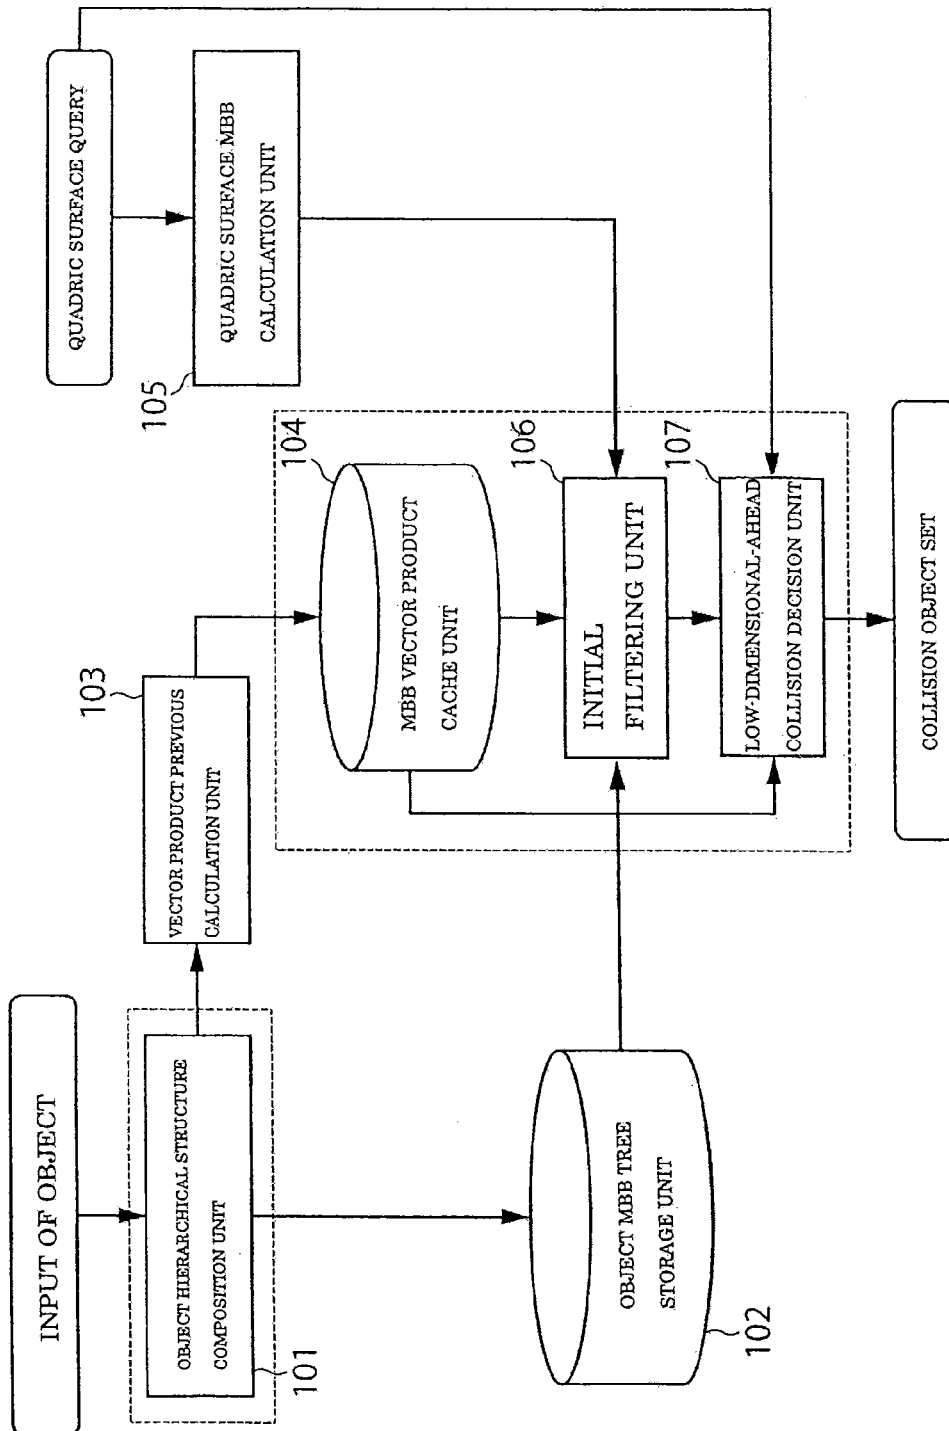 INPUT OF OBJECT
OBJECT HIERARCHICAL STRUCTURE
COMPOSITION UNIT
101
VECTOR PRODUCT PREVIOUS
CALCULATION UNIT
103
OBJECT MBB TREE
STORAGE UNIT
102
QUADRIC SURFACE QUERY
QUADRIC SURFACE MBB
CALCULATION UNIT
105
MBB VECTOR PRODUCT
CACHE UNIT
104
INITIAL
FILTERING UNIT
106
LOW-DIMENSIONAL-AHEAD
COLLISION DECISION UNIT
107
COLLISION OBJECT SET